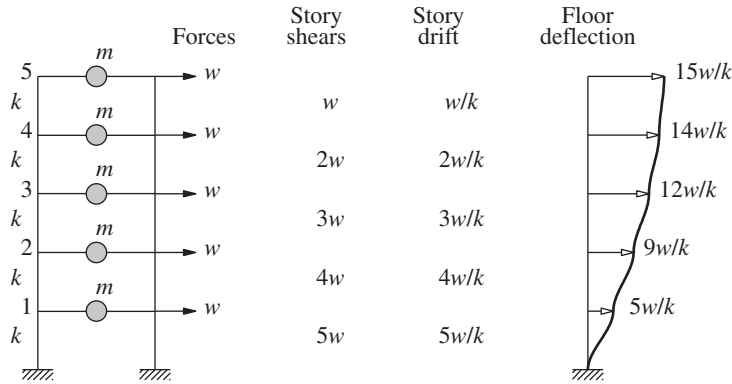 Forces Story shears Story drift Floor deflection
m
5 w 15w/k
k w w/k
m
4 w 14w/k
k 2w 2w/k
m
3 w 12w/k
k 3w 3w/k
m
2 w 9w/k
k 4w 4w/k
m
1 w 5w/k
k 5w 5w/k